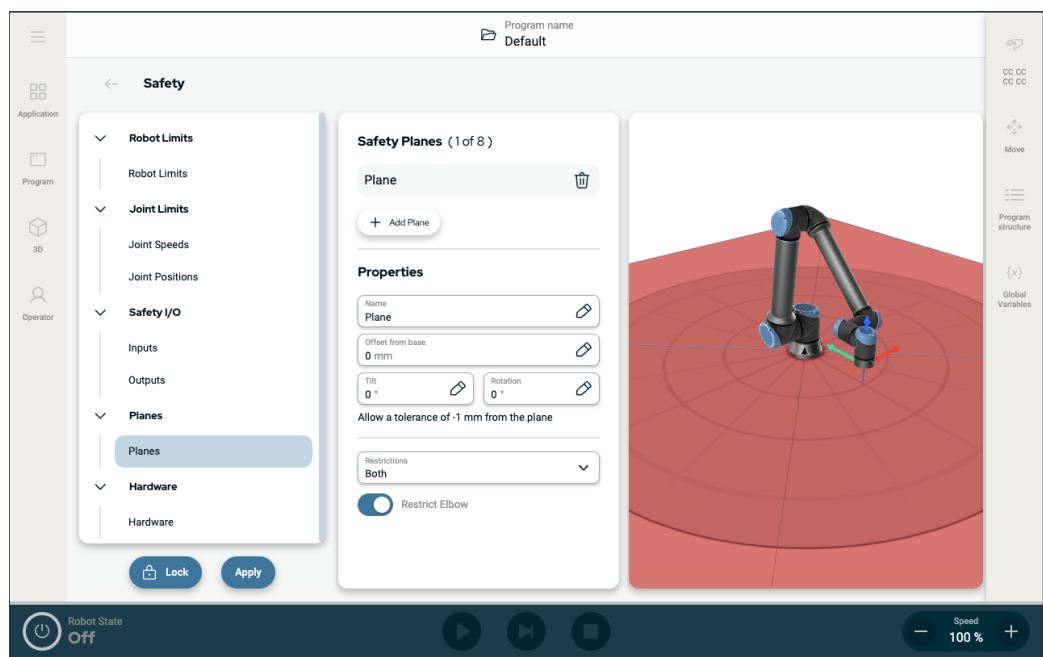 Program name
Default
Safety
Application
Program
3D
Operator
Robot Limits
Robot Limits
Joint Limits
Joint Speeds
Joint Positions
Safety I/O
Inputs
Outputs
Planes
Planes
Hardware
Hardware
Lock
Apply
Safety Planes (1 of 8)
Plane
+ Add Plane
Properties
Name
Plane
Offset from base
0 mm
Tilt
0 °
Rotation
0 °
Allow a tolerance of -1 mm from the plane
Restrictions
Both
Restrict Elbow
CC CC
CC CC
Move
Program
structure
{x}
Global
Variables
Robot State
Off
Speed
100 %